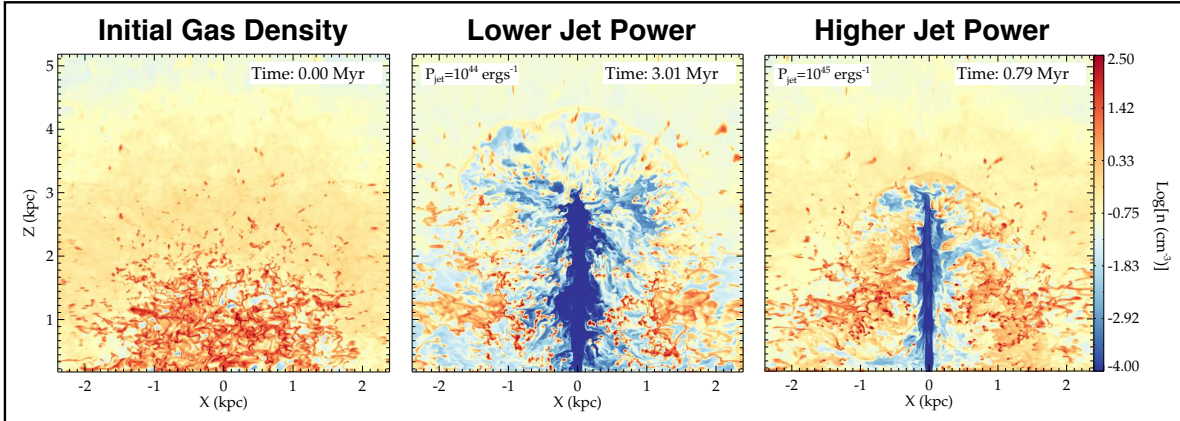 Initial Gas Density
Lower Jet Power
Higher Jet Power
Time: 0.00 Myr
P_jet=10^44 ergs^-1 Time: 3.01 Myr
P_jet=10^45 ergs^-1 Time: 0.79 Myr
5
4
3
2
1
Z (kpc)
-2 -1 0 1 2
X (kpc)
-2 -1 0 1 2
X (kpc)
-2 -1 0 1 2
X (kpc)
2.50
1.42
0.33
-0.75
-1.83
-2.92
-4.00
Log[n (cm^-3)]